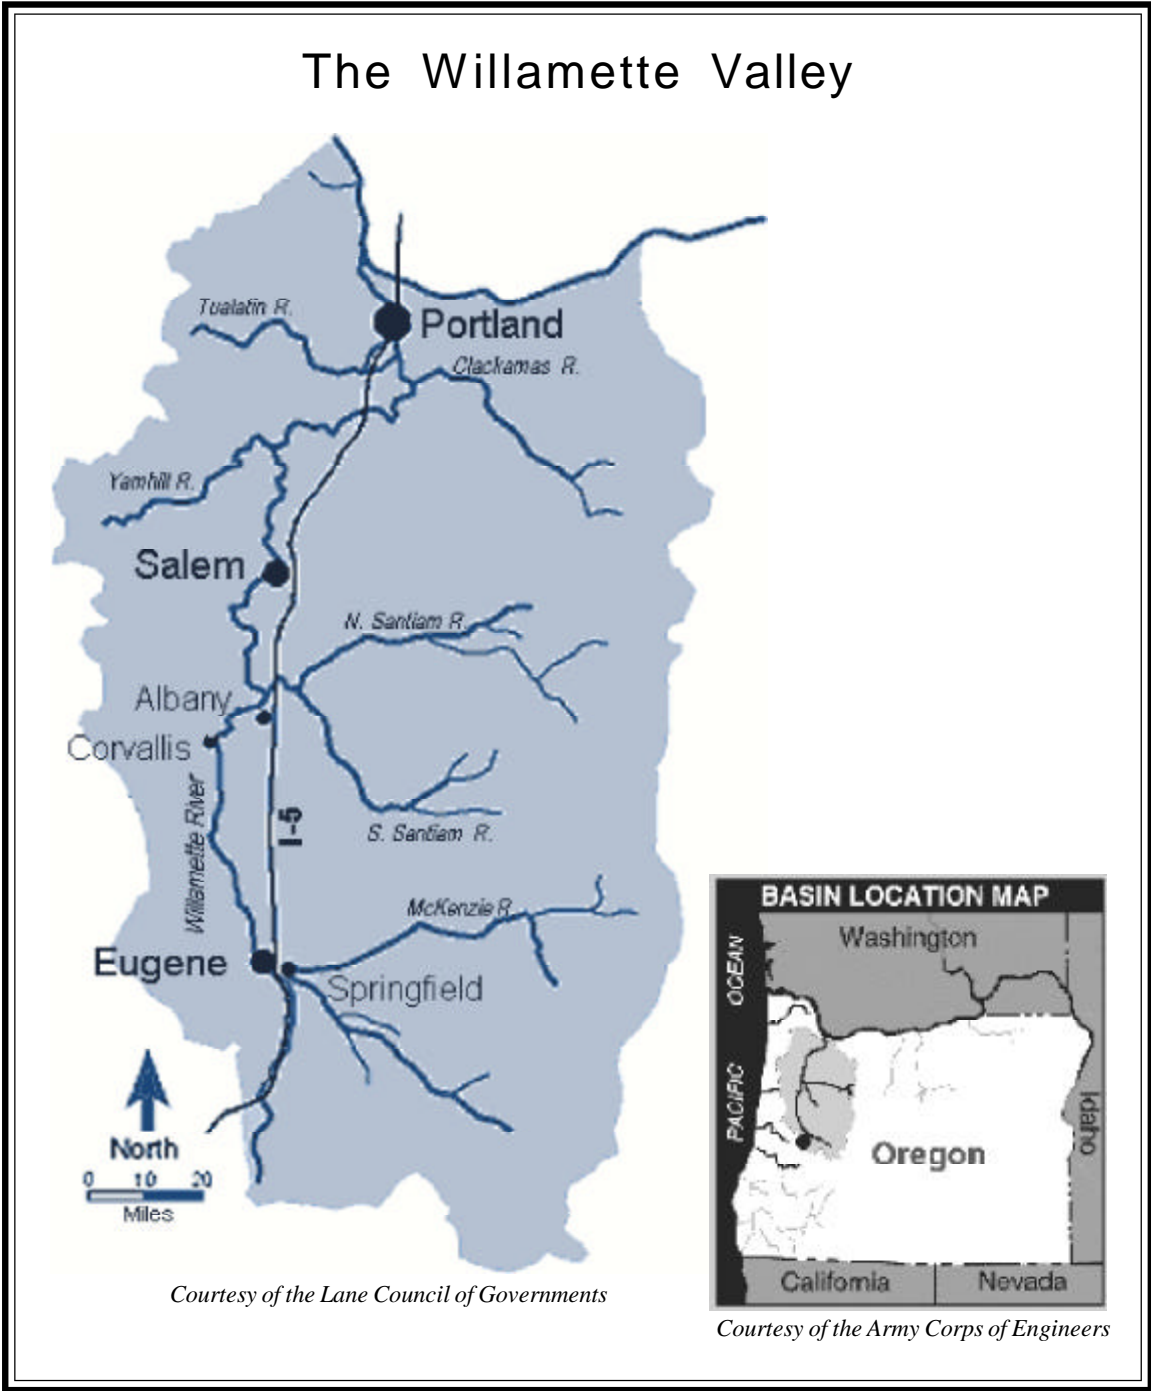 The Willamette Valley
Tualatin R.
Portland
Clackamas R.
Yamhill R.
Salem
N. Santiam R.
Albany
Corvallis
Willamette River
I-5
S. Santiam R.
McKenzie R.
Eugene
Springfield
North
0 10 20
Miles
Courtesy of the Lane Council of Governments
BASIN LOCATION MAP
Washington
PACIFIC OCEAN
Idaho
Oregon
California
Nevada
Courtesy of the Army Corps of Engineers